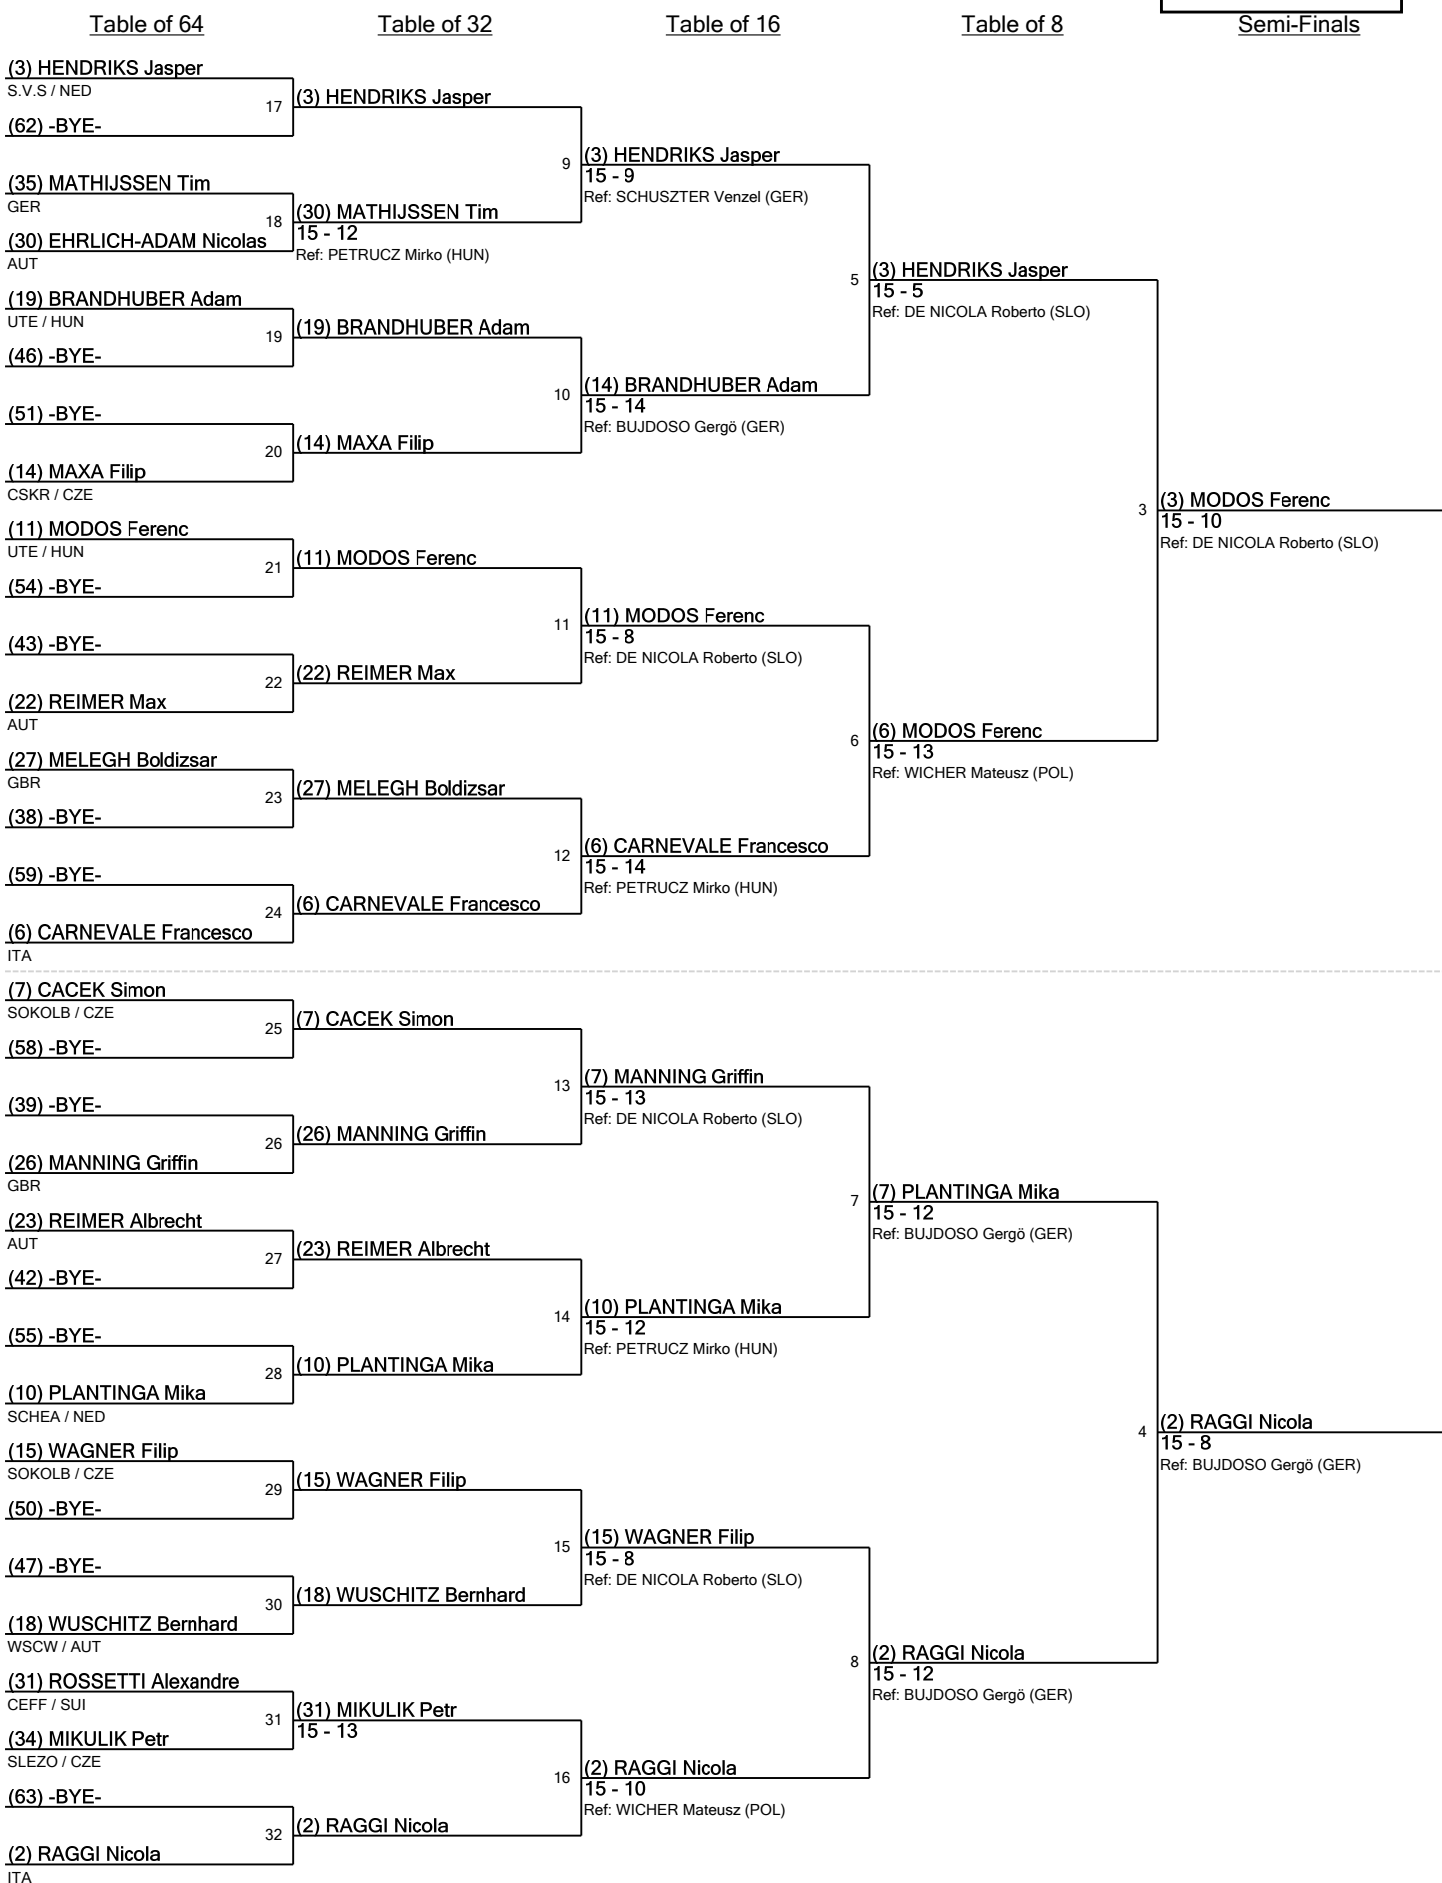 Table of 64
Table of 32
Table of 16
Table of 8
Semi-Finals
(3) HENDRIKS Jasper
S.V.S / NED
17
(62) -BYE-
(35) MATHIJSSEN Tim
GER
18
(30) EHRLICH-ADAM Nicolas
AUT
(19) BRANDHUBER Adam
UTE / HUN
19
(46) -BYE-
(51) -BYE-
20
(14) MAXA Filip
CSKR / CZE
(11) MODOS Ferenc
UTE / HUN
21
(54) -BYE-
(43) -BYE-
22
(22) REIMER Max
AUT
(27) MELEGH Boldizsar
GBR
23
(38) -BYE-
(59) -BYE-
24
(6) CARNEVALE Francesco
ITA
(7) CACEK Simon
SOKOLB / CZE
25
(58) -BYE-
(39) -BYE-
26
(26) MANNING Griffin
GBR
(23) REIMER Albrecht
AUT
27
(42) -BYE-
(55) -BYE-
28
(10) PLANTINGA Mika
SCHEA / NED
(15) WAGNER Filip
SOKOLB / CZE
29
(50) -BYE-
(47) -BYE-
30
(18) WUSCHITZ Bernhard
WSCW / AUT
(31) ROSSETTI Alexandre
CEFF / SUI
31
(34) MIKULIK Petr
SLEZO / CZE
(63) -BYE-
32
(2) RAGGI Nicola
ITA
(3) HENDRIKS Jasper
9
(30) MATHIJSSEN Tim
15 - 12
Ref: PETRUCZ Mirko (HUN)
(19) BRANDHUBER Adam
10
(14) MAXA Filip
(11) MODOS Ferenc
11
(22) REIMER Max
(27) MELEGH Boldizsar
12
(6) CARNEVALE Francesco
(7) CACEK Simon
13
(26) MANNING Griffin
(23) REIMER Albrecht
14
(10) PLANTINGA Mika
(15) WAGNER Filip
15
(18) WUSCHITZ Bernhard
(31) MIKULIK Petr
15 - 13
16
(2) RAGGI Nicola
(3) HENDRIKS Jasper
15 - 9
Ref: SCHUSZTER Venzel (GER)
5
(14) BRANDHUBER Adam
15 - 14
Ref: BUJDOSO Gergö (GER)
(11) MODOS Ferenc
15 - 8
Ref: DE NICOLA Roberto (SLO)
6
(6) CARNEVALE Francesco
15 - 14
Ref: PETRUCZ Mirko (HUN)
(7) MANNING Griffin
15 - 13
Ref: DE NICOLA Roberto (SLO)
7
(10) PLANTINGA Mika
15 - 12
Ref: PETRUCZ Mirko (HUN)
(15) WAGNER Filip
15 - 8
Ref: DE NICOLA Roberto (SLO)
8
(2) RAGGI Nicola
15 - 10
Ref: WICHER Mateusz (POL)
(3) HENDRIKS Jasper
15 - 5
Ref: DE NICOLA Roberto (SLO)
3
(6) MODOS Ferenc
15 - 13
Ref: WICHER Mateusz (POL)
(7) PLANTINGA Mika
15 - 12
Ref: BUJDOSO Gergö (GER)
4
(2) RAGGI Nicola
15 - 12
Ref: BUJDOSO Gergö (GER)
(3) MODOS Ferenc
15 - 10
Ref: DE NICOLA Roberto (SLO)
(2) RAGGI Nicola
15 - 8
Ref: BUJDOSO Gergö (GER)